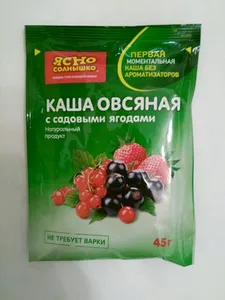 ЯСНО
СОЛНЫШКО
ПЕРВАЯ
МОМЕНТАЛЬНАЯ
КАША БЕЗ
АРОМАТИЗАТОРОВ
КАША ОВСЯНАЯ
с садовыми ягодами
Натуральный
продукт
НЕ ТРЕБУЕТ ВАРКИ
45г